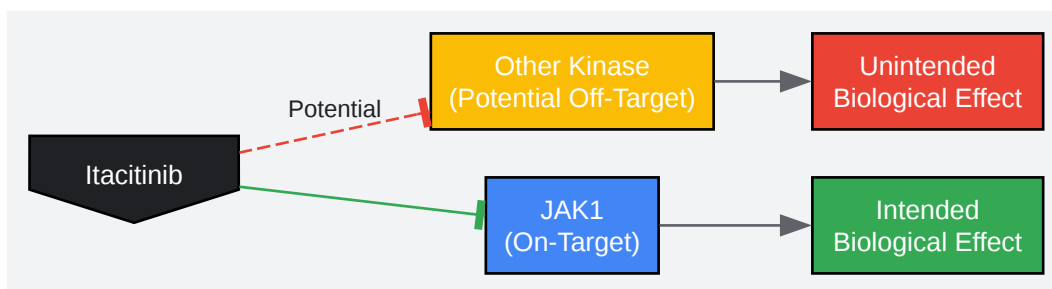 Other Kinase
(Potential Off-Target)
Unintended
Biological Effect
Potential
Itacitinib
JAK1
(On-Target)
Intended
Biological Effect